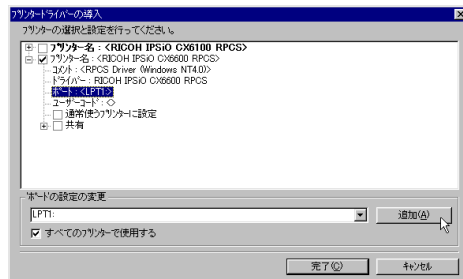 プリンタードライバーの導入
プリンターの選択と設定を行ってください。
プリンター名 : <RICOH IPSiO CX6100 RPCS>
プリンター名 : <RICOH IPSiO CX6600 RPCS>
コメント : <RPCS Driver (Windows NT4.0)>
ドライバー : RICOH IPSiO CX6600 RPCS
ポート : <LPT1:>
ユーザーコード : <>
通常使うプリンターに設定
共有
ポートの設定の変更
LPT1:
追加(A)
すべてのプリンターで使用する
完了(C)
キャンセル